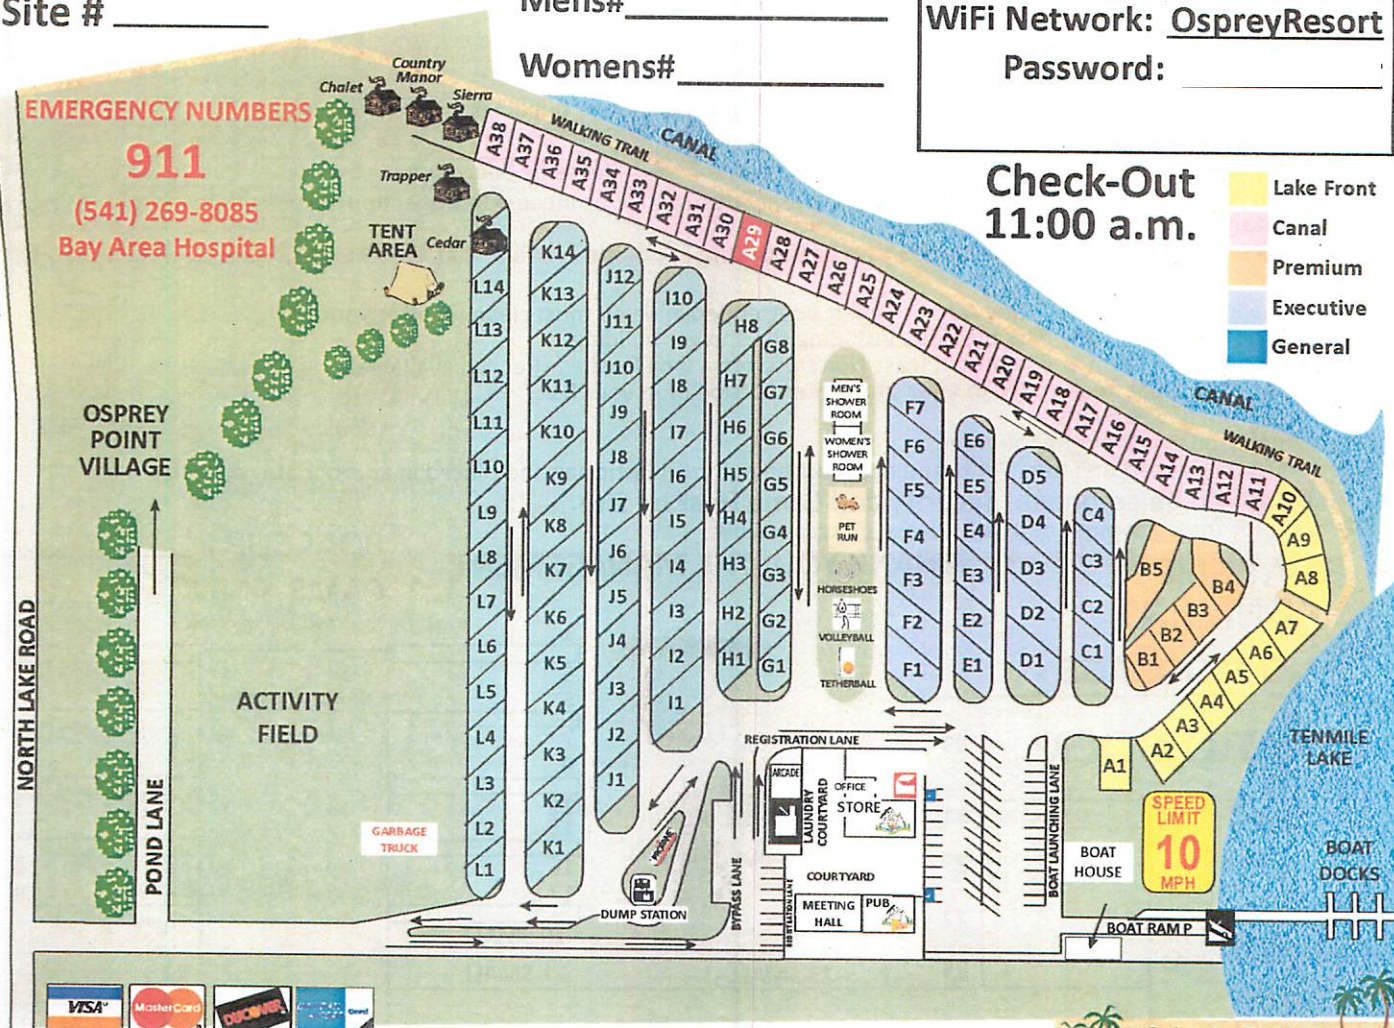 Site #
Mens#
Womens#
WiFi Network: OspreyResort
Password:
EMERGENCY NUMBERS
911
(541) 269-8085
Bay Area Hospital
Check-Out
11:00 a.m.
Lake Front
Canal
Premium
Executive
General
Chalet
Country
Manor
Sierra
Trapper
Cedar
TENT
AREA
WALKING TRAIL
CANAL
CANAL
WALKING TRAIL
A38 A37 A36 A35 A34 A33 A32 A31 A30 A29 A28 A27 A26 A25 A24 A23 A22 A21 A20 A19 A18 A17 A16 A15 A14 A13 A12 A11 A10 A9 A8 A7 A6 A5 A4 A3 A2 A1
L14 L13 L12 L11 L10 L9 L8 L7 L6 L5 L4 L3 L2 L1
K14 K13 K12 K11 K10 K9 K8 K7 K6 K5 K4 K3 K2 K1
J12 J11 J10 J9 J8 J7 J6 J5 J4 J3 J2 J1
I10 I9 I8 I7 I6 I5 I4 I3 I2 I1
H8 H7 H6 H5 H4 H3 H2 H1
G8 G7 G6 G5 G4 G3 G2 G1
MEN'S
SHOWER
ROOM
WOMEN'S
SHOWER
ROOM
PET
RUN
HORSESHOES
VOLLEYBALL
TETHERBALL
F7 F6 F5 F4 F3 F2 F1
E6 E5 E4 E3 E2 E1
D5 D4 D3 D2 D1
C4 C3 C2 C1
B5 B4 B3 B2 B1
OSPREY
POINT
VILLAGE
NORTH LAKE ROAD
POND LANE
ACTIVITY
FIELD
GARBAGE
TRUCK
PROPANE
DUMP STATION
BYPASS LANE
REGISTRATION LANE
REGISTRATION LANE
ARCADE
LAUNDRY
COURTYARD
OFFICE
STORE
COURTYARD
MEETING
HALL
PUB
BOAT LAUNCHING LANE
BOAT
HOUSE
SPEED
LIMIT
10
MPH
TENMILE
LAKE
BOAT
DOCKS
BOAT RAMP
VISA
MasterCard
DISCOVER